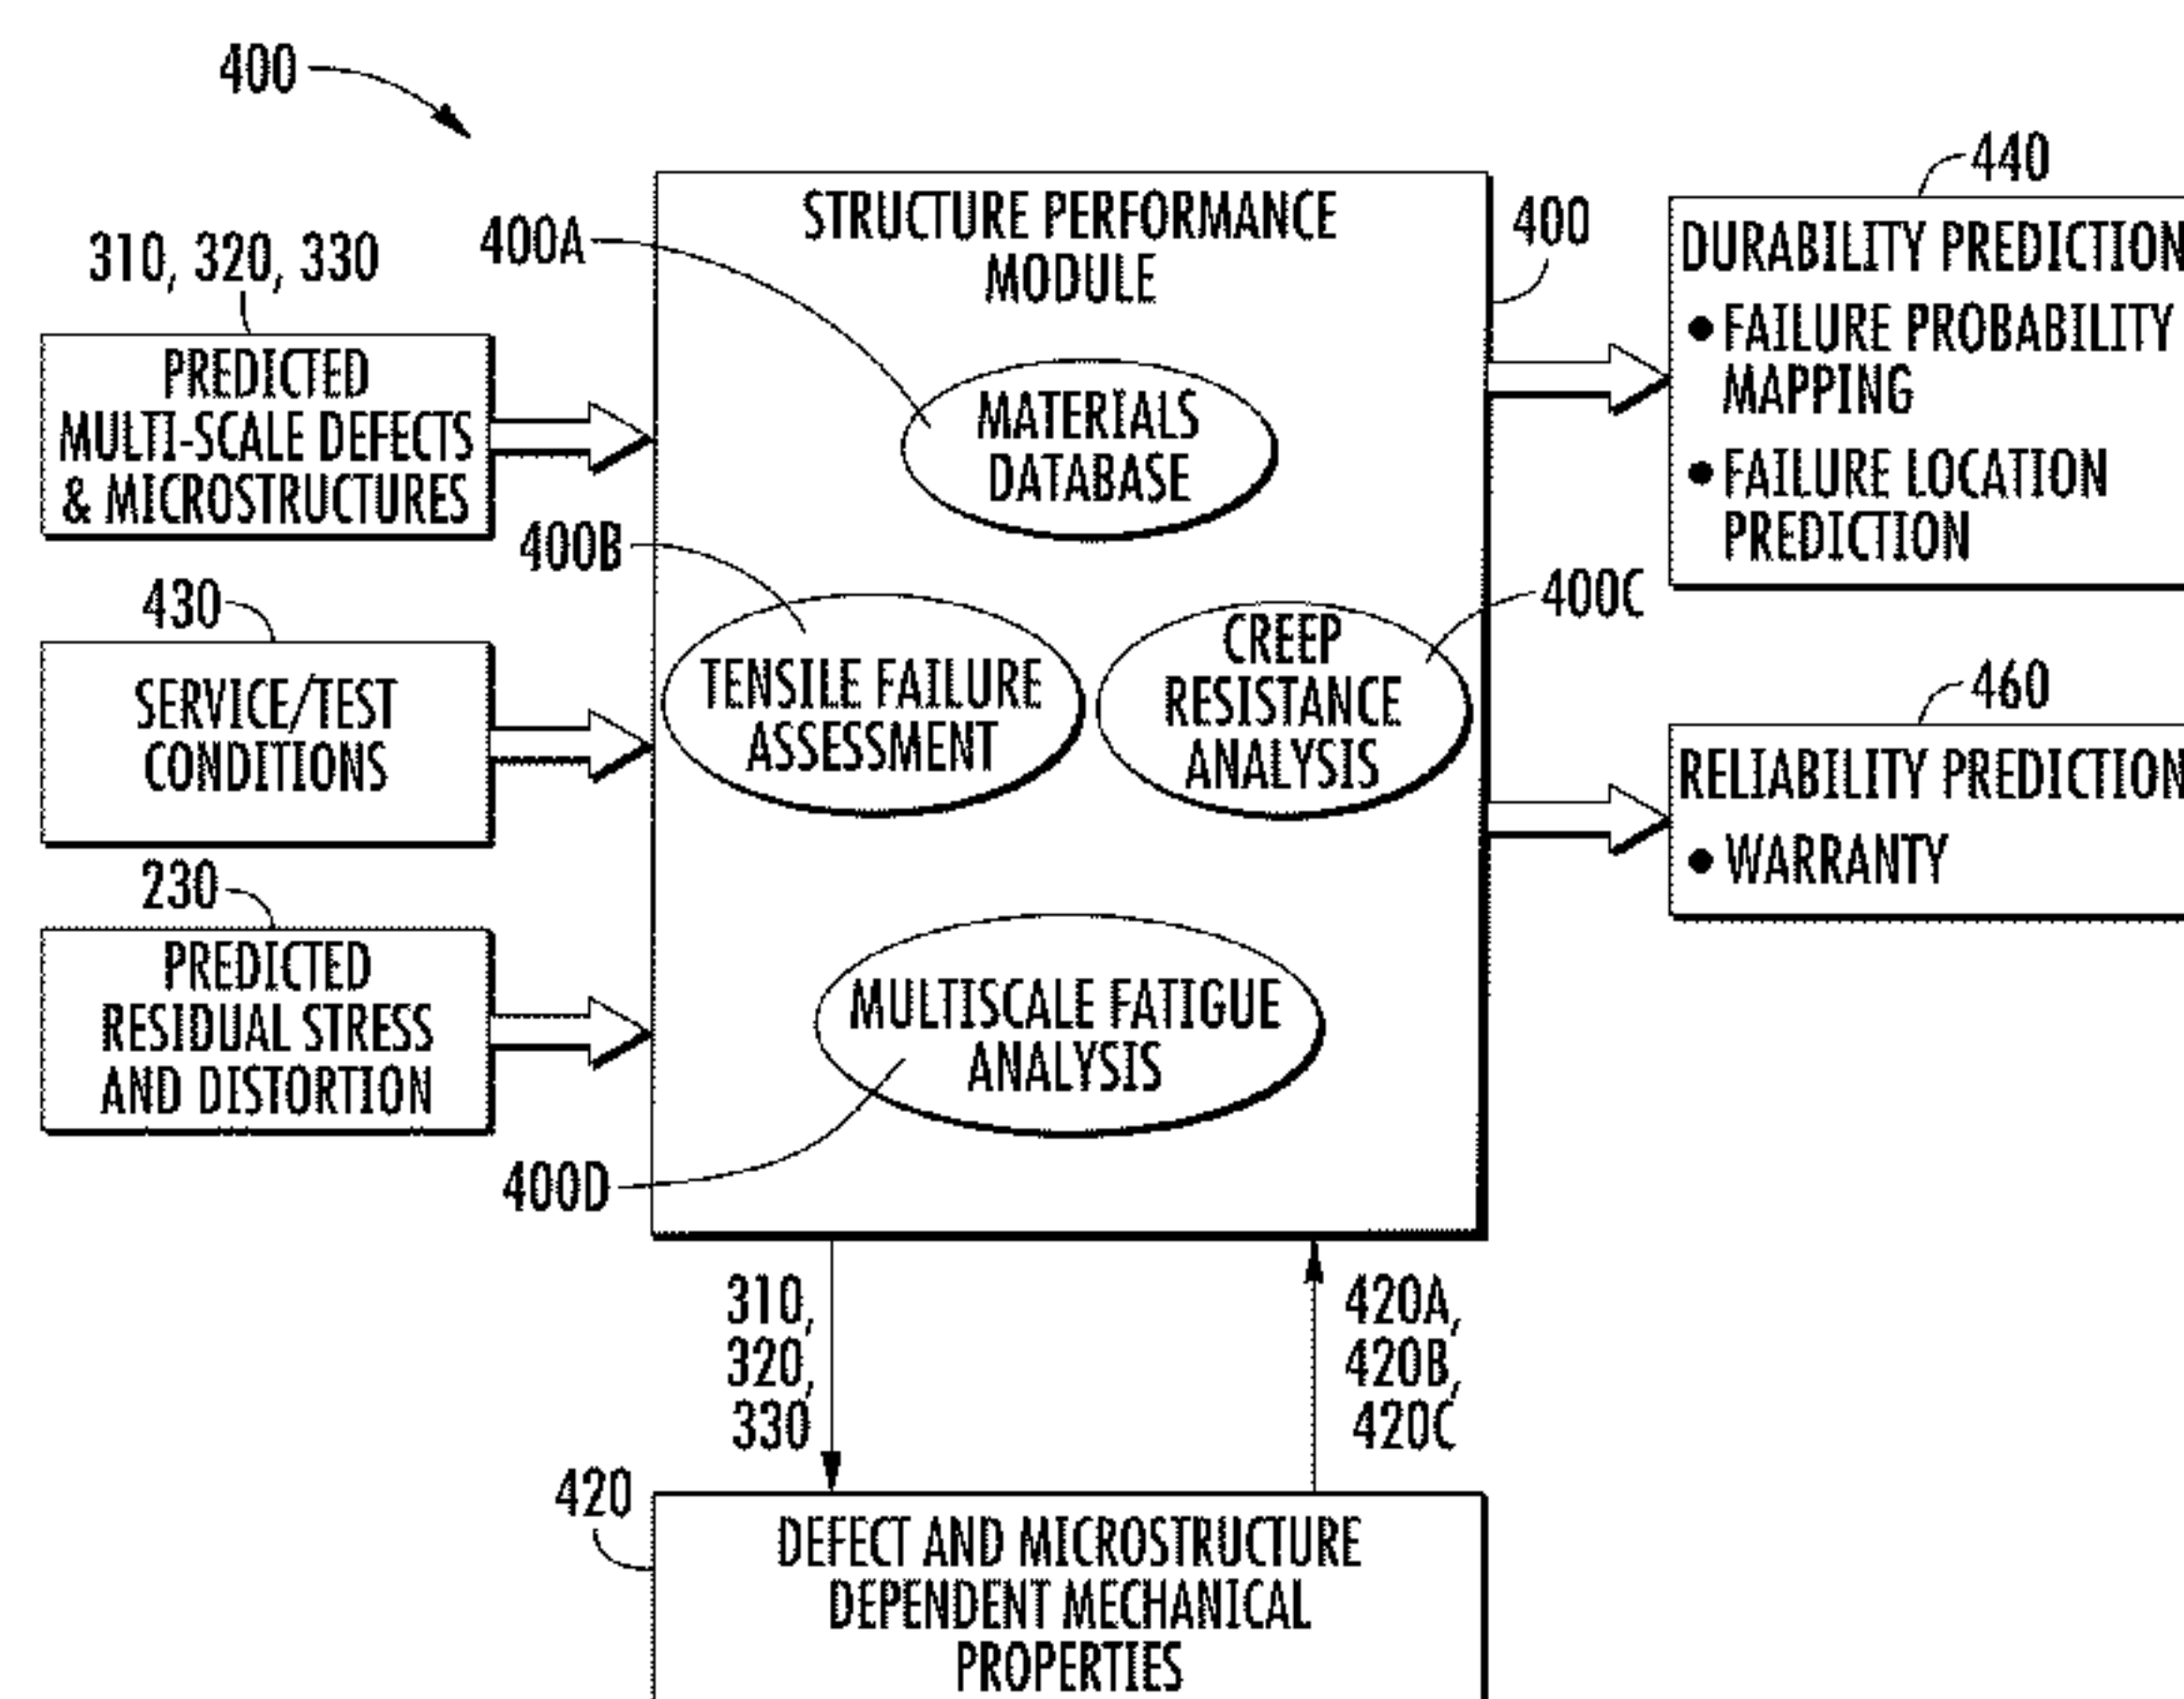 400
310, 320, 330
PREDICTED
MULTI-SCALE DEFECTS
& MICROSTRUCTURES
430
SERVICE/TEST
CONDITIONS
230
PREDICTED
RESIDUAL STRESS
AND DISTORTION
STRUCTURE PERFORMANCE
MODULE
400
400A
MATERIALS
DATABASE
400B
TENSILE FAILURE
ASSESSMENT
400C
CREEP
RESISTANCE
ANALYSIS
400D
MULTISCALE FATIGUE
ANALYSIS
440
DURABILITY PREDICTION
• FAILURE PROBABILITY
MAPPING
• FAILURE LOCATION
PREDICTION
460
RELIABILITY PREDICTION
• WARRANTY
310,
320,
330
420A,
420B,
420C
420
DEFECT AND MICROSTRUCTURE
DEPENDENT MECHANICAL
PROPERTIES